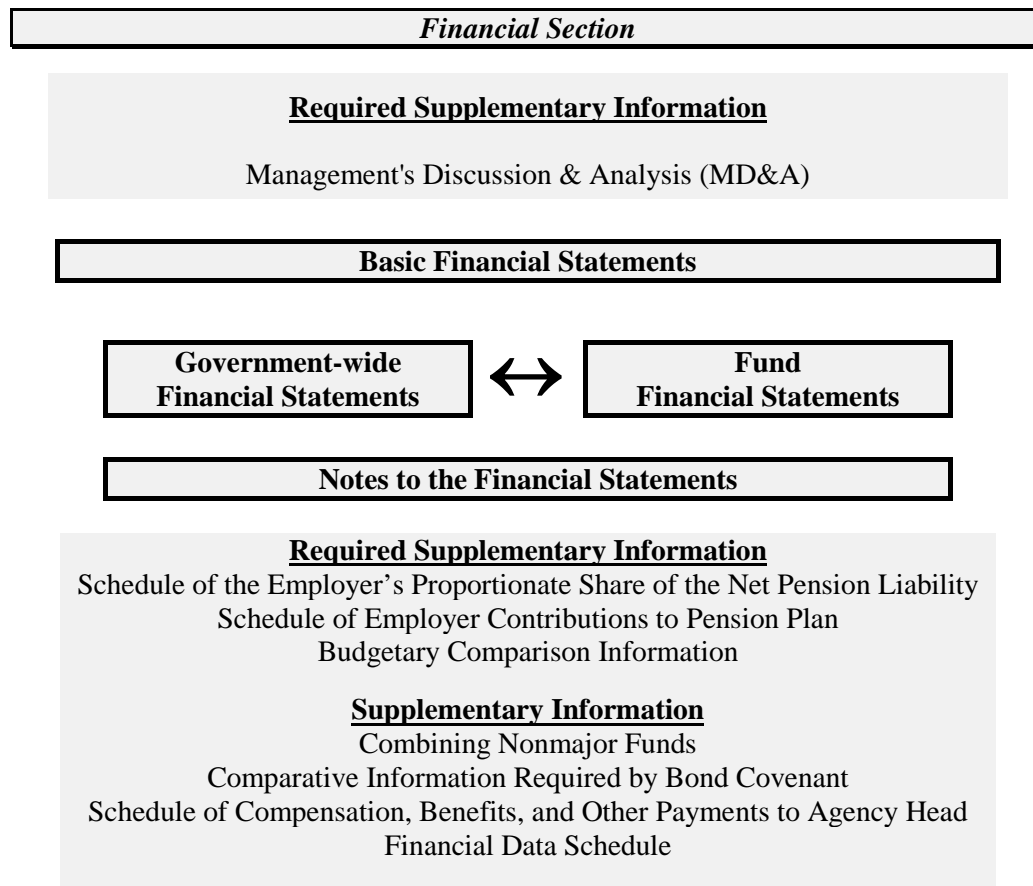 Financial Section
Required Supplementary Information
Management's Discussion & Analysis (MD&A)
Basic Financial Statements
Government-wide
Financial Statements
Fund
Financial Statements
Notes to the Financial Statements
Required Supplementary Information
Schedule of the Employer’s Proportionate Share of the Net Pension Liability
Schedule of Employer Contributions to Pension Plan
Budgetary Comparison Information
Supplementary Information
Combining Nonmajor Funds
Comparative Information Required by Bond Covenant
Schedule of Compensation, Benefits, and Other Payments to Agency Head
Financial Data Schedule